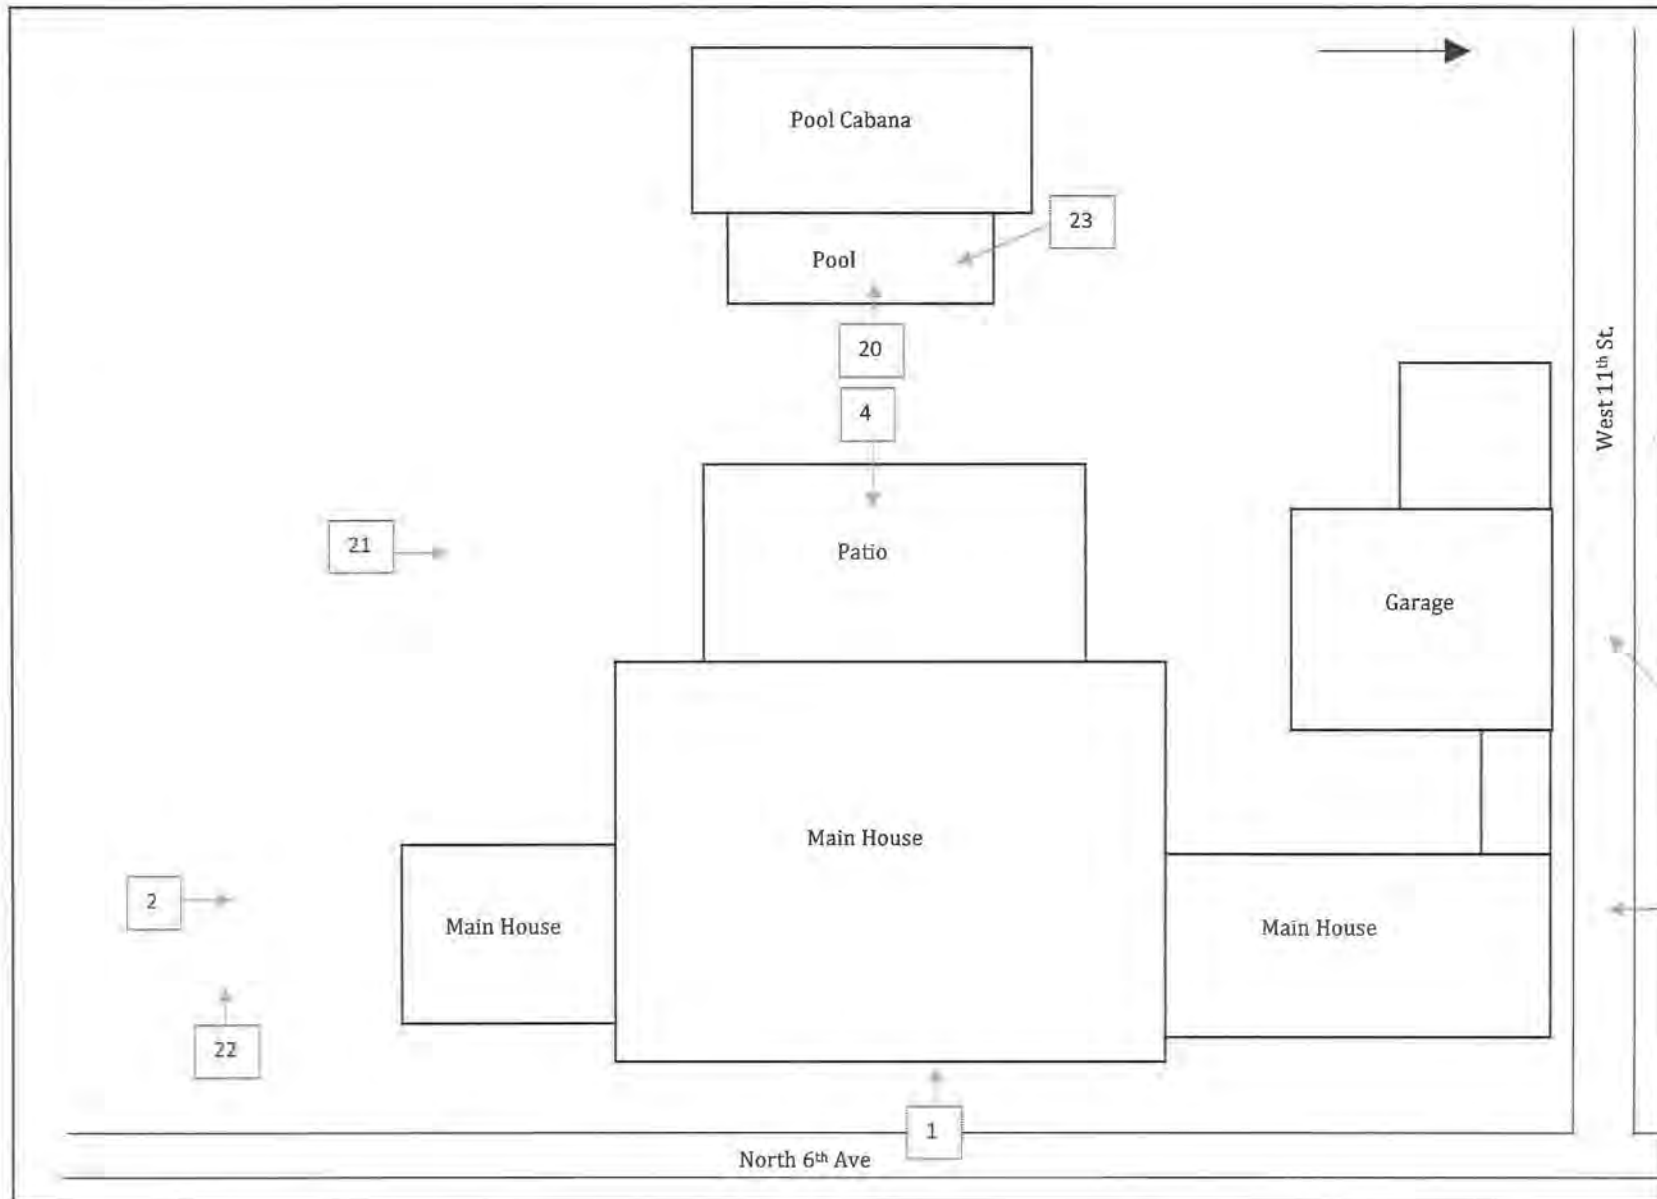 Pool Cabana
23
Pool
20
West 11th St.
4
21
Patio
Garage
Main House
2
Main House
Main House
22
1
North 6th Ave